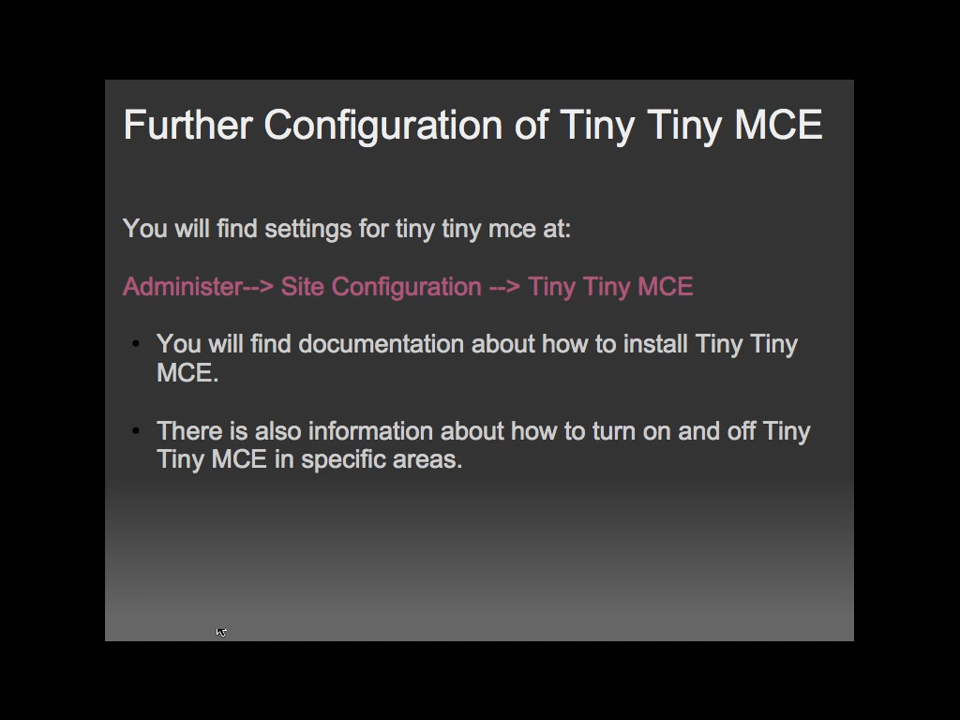 Further Configuration of Tiny Tiny MCE
You will find settings for tiny tiny mce at:
Administer--> Site Configuration --> Tiny Tiny MCE
• You will find documentation about how to install Tiny Tiny
MCE.
• There is also information about how to turn on and off Tiny
Tiny MCE in specific areas.